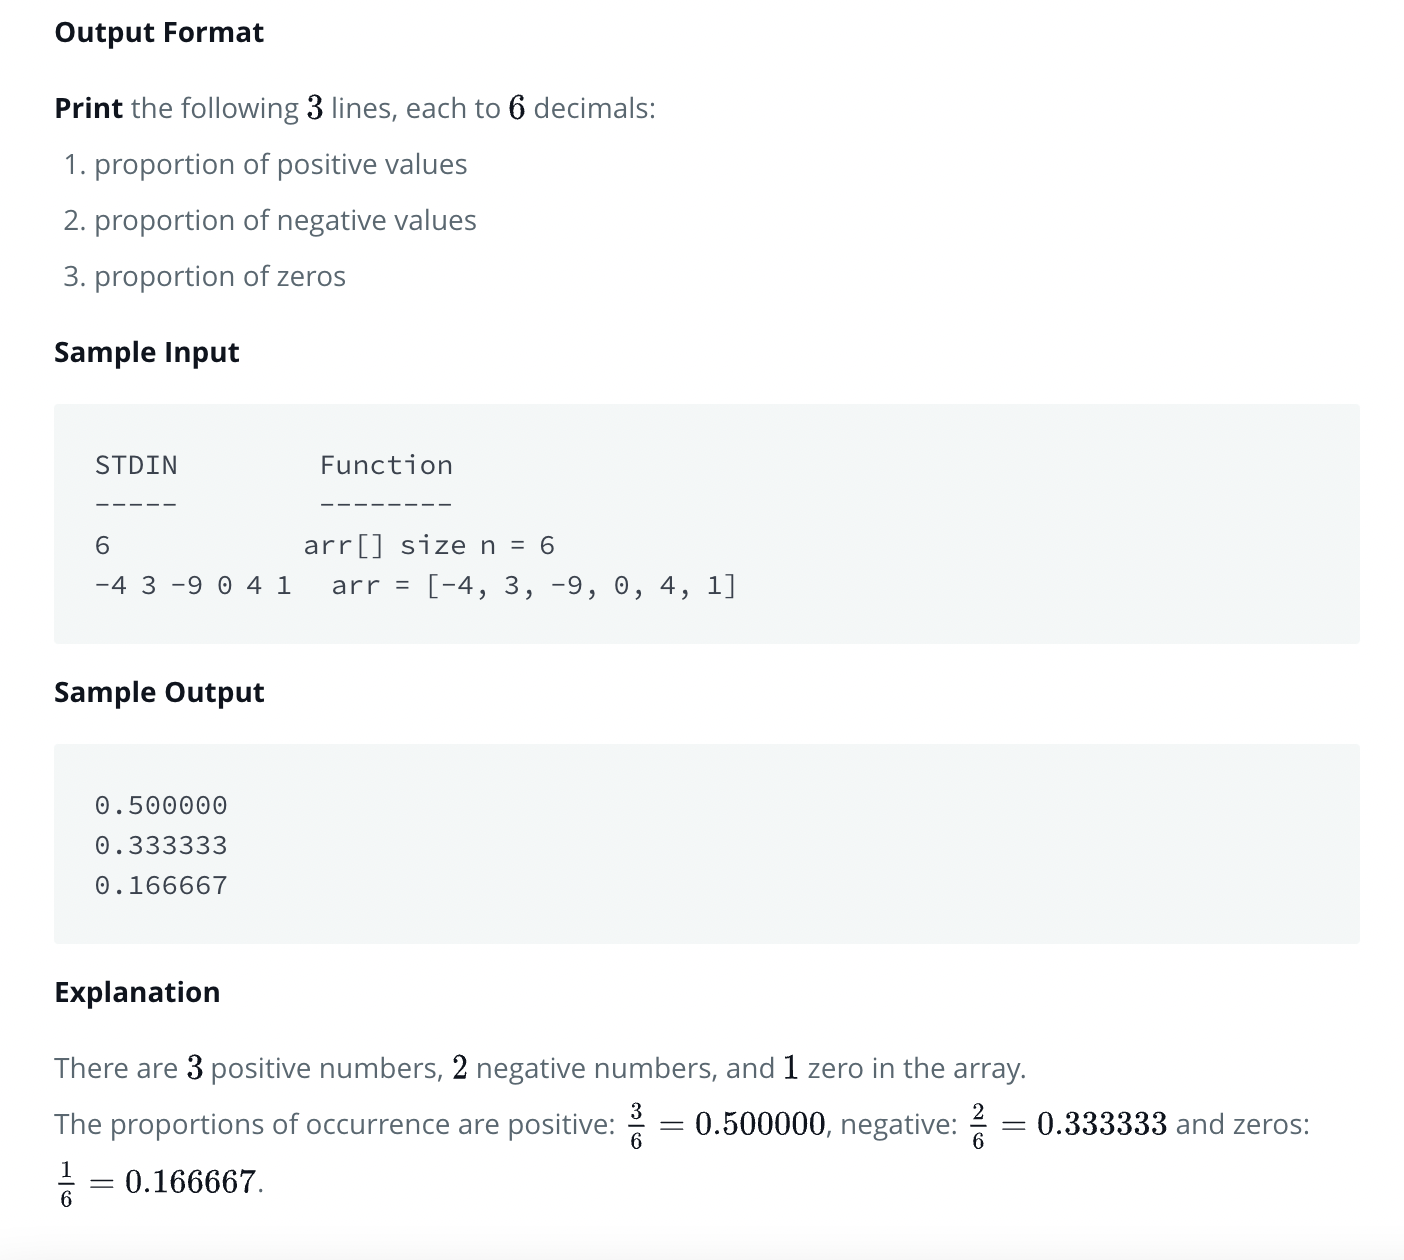 Output Format
Print the following 3 lines, each to 6 decimals:
1. proportion of positive values
2. proportion of negative values
3. proportion of zeros
Sample Input
STDIN Function
----- --------
6 arr[] size n = 6
-4 3 -9 0 4 1 arr = [-4, 3, -9, 0, 4, 1]
Sample Output
0.500000
0.333333
0.166667
Explanation
There are 3 positive numbers, 2 negative numbers, and 1 zero in the array.
The proportions of occurrence are positive: 3/6 = 0.500000, negative: 2/6 = 0.333333 and zeros:
1/6 = 0.166667.